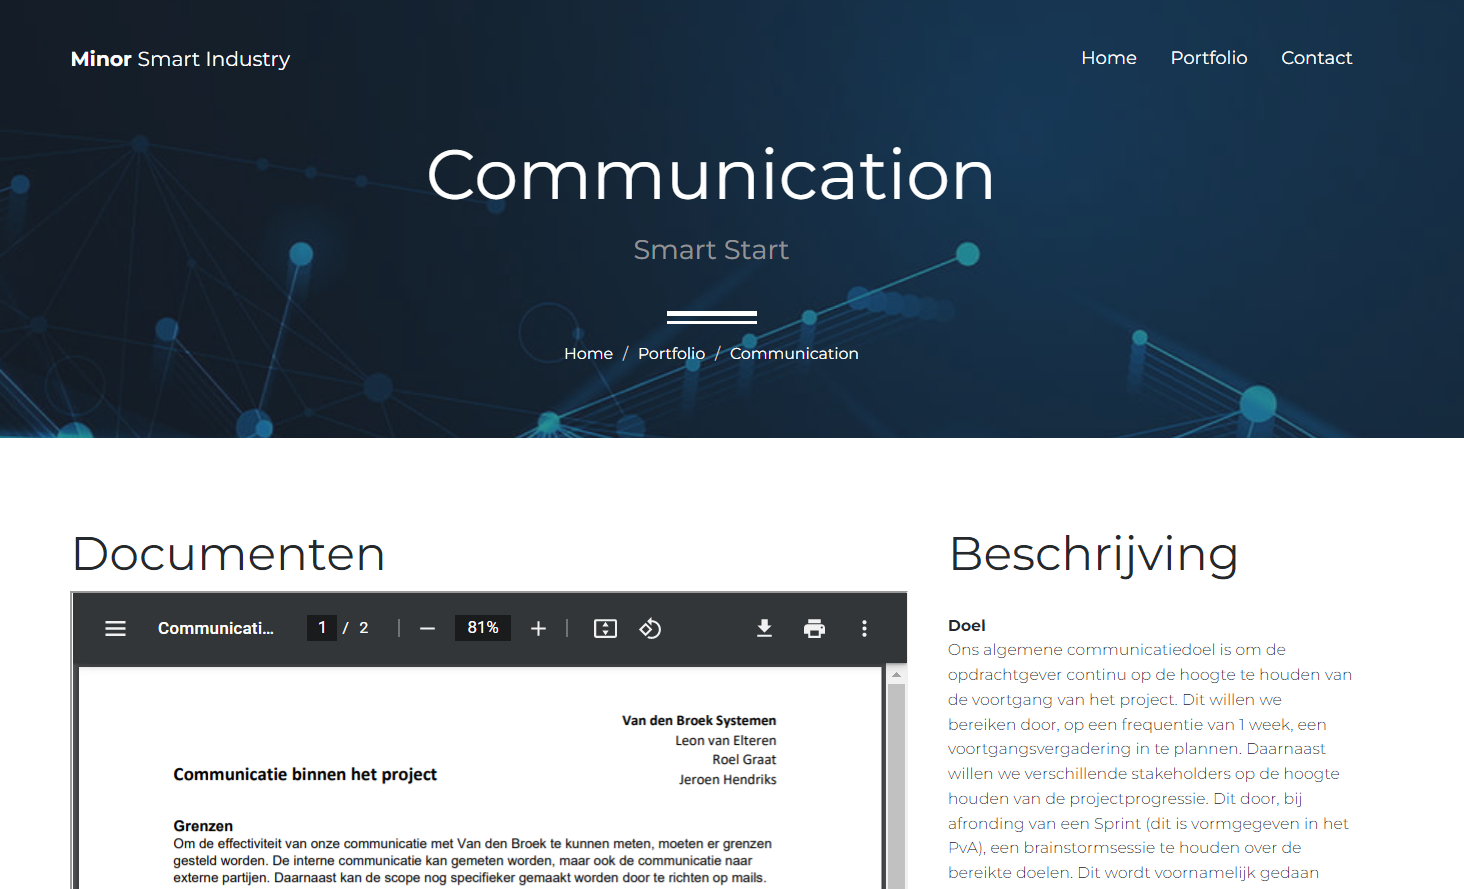 Minor Smart Industry
Home Portfolio Contact
Communication
Smart Start
Home / Portfolio / Communication
Documenten
Communicati...
1 / 2
81%
Van den Broek Systemen
Leon van Elteren
Roel Graat
Jeroen Hendriks
Communicatie binnen het project
Grenzen
Om de effectiviteit van onze communicatie met Van den Broek te kunnen meten, moeten er grenzen
gesteld worden. De interne communicatie kan gemeten worden, maar ook de communicatie naar
externe partijen. Daarnaast kan de scope nog specifieker gemaakt worden door te richten op mails.
Beschrijving
Doel
Ons algemene communicatiedoel is om de
opdrachtgever continu op de hoogte te houden van
de voortgang van het project. Dit willen we
bereiken door, op een frequentie van 1 week, een
voortgangsvergadering in te plannen. Daarnaast
willen we verschillende stakeholders op de hoogte
houden van de projectprogressie. Dit door, bij
afronding van een Sprint (dit is vormgegeven in het
PvA), een brainstormsessie te houden over de
bereikte doelen. Dit wordt voornamelijk gedaan